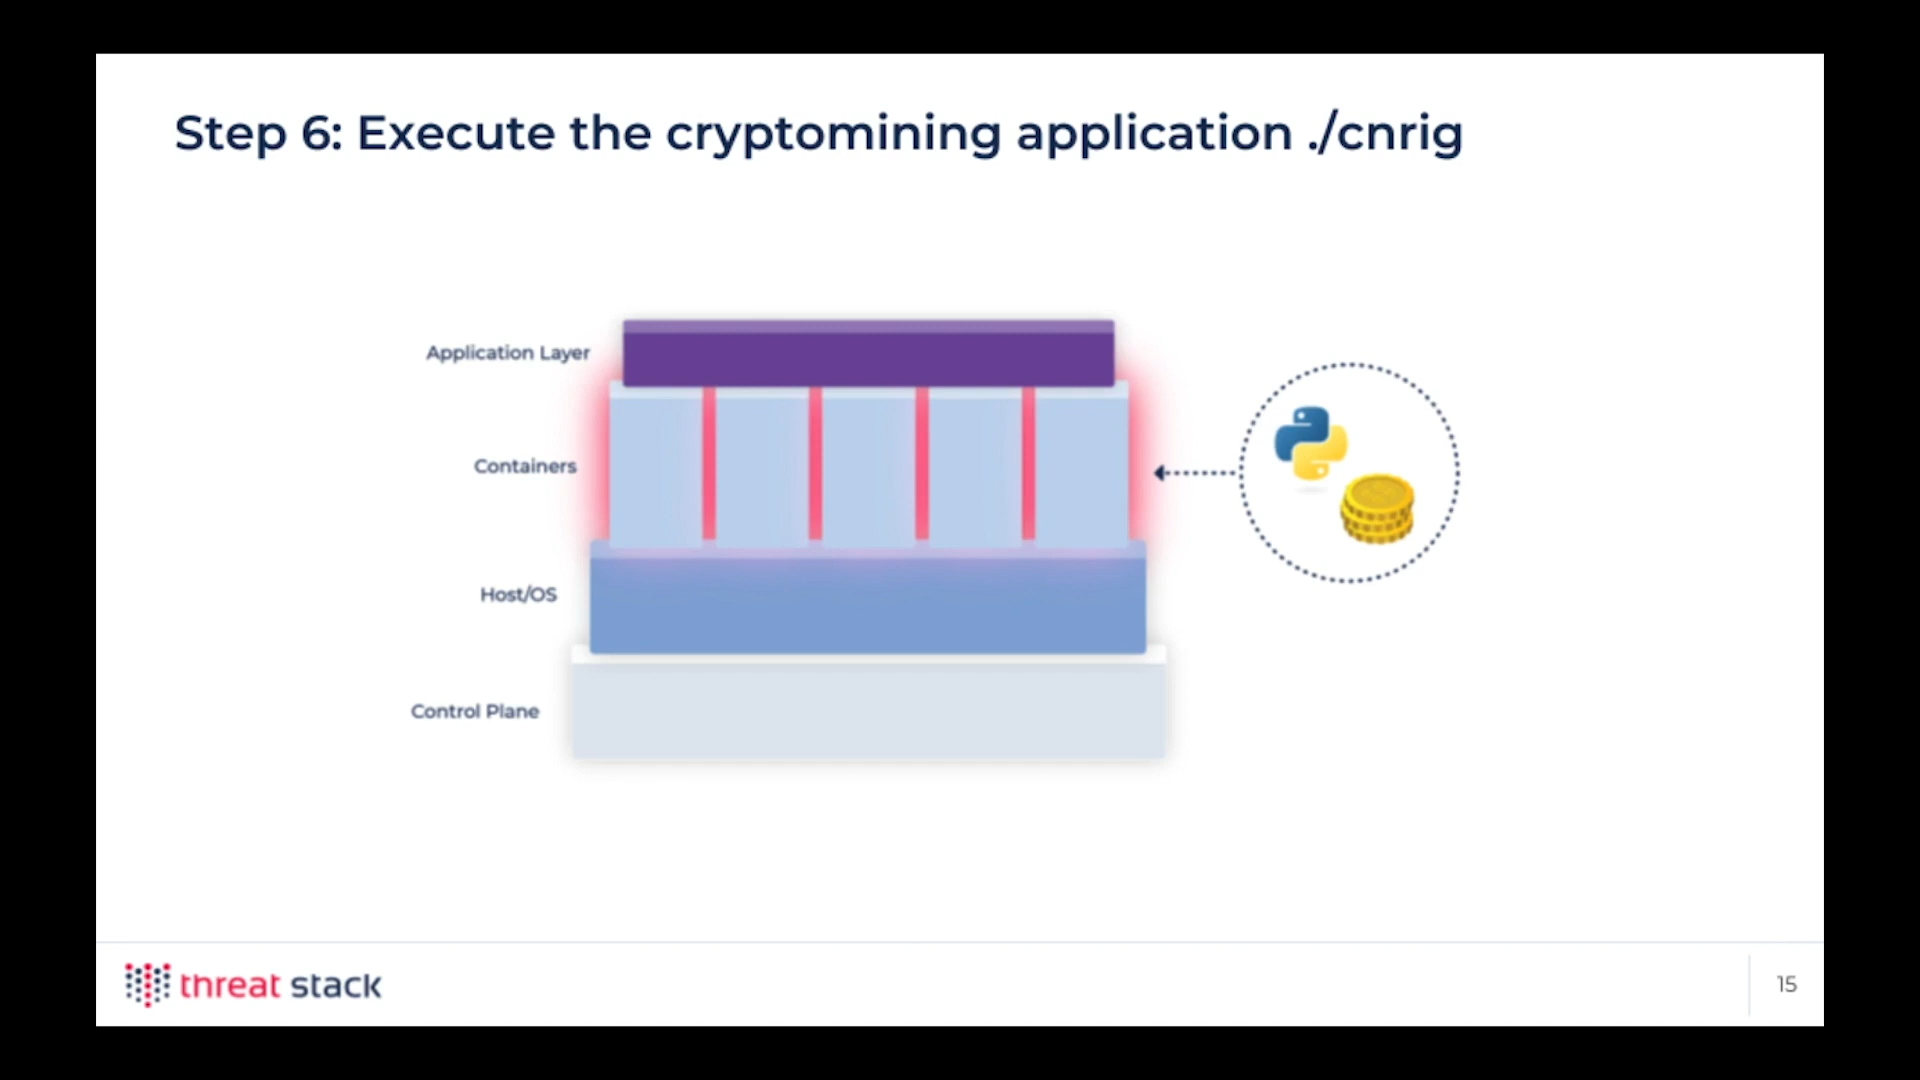 Step 6: Execute the cryptomining application ./cnrig
Application Layer
Containers
Host/OS
Control Plane
threat stack
15